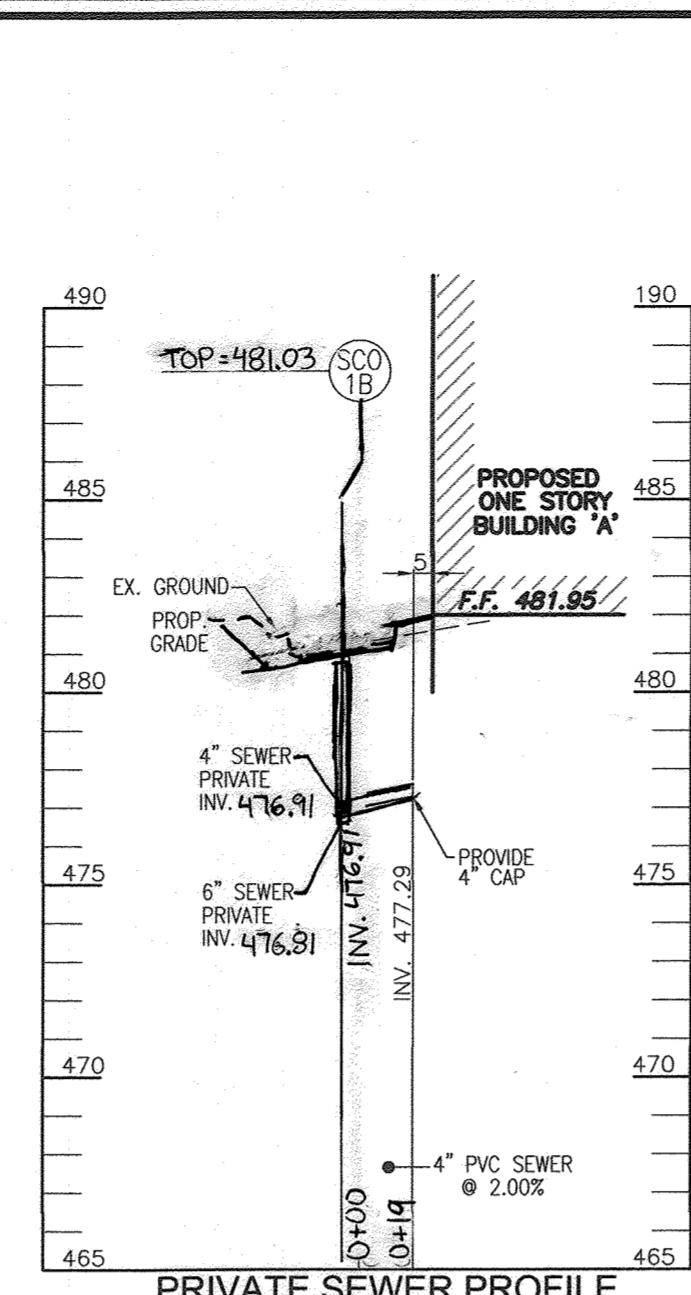 490
190
TOP=481.03
SCO
1B
485
485
PROPOSED
ONE STORY
BUILDING 'A'
5'
EX. GROUND
F.F. 481.95
PROP.
GRADE
480
480
4" SEWER
PRIVATE
INV. 476.91
PROVIDE
4" CAP
475
475
6" SEWER
PRIVATE
INV. 476.81
INV. 476.91
INV. 477.29
470
470
4" PVC SEWER
@ 2.00%
0+00
0+19
465
465
PRIVATE SEWER PROFILE